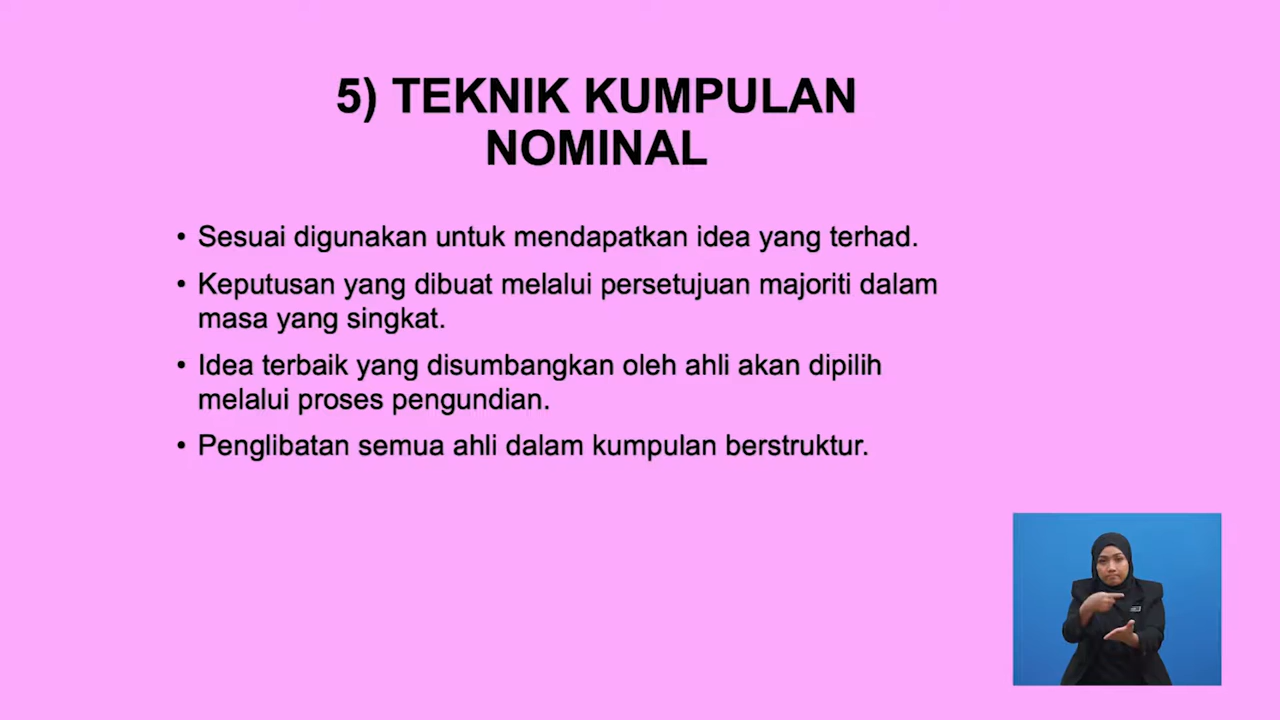 5) TEKNIK KUMPULAN
NOMINAL
• Sesuai digunakan untuk mendapatkan idea yang terhad.
• Keputusan yang dibuat melalui persetujuan majoriti dalam
masa yang singkat.
• Idea terbaik yang disumbangkan oleh ahli akan dipilih
melalui proses pengundian.
• Penglibatan semua ahli dalam kumpulan berstruktur.